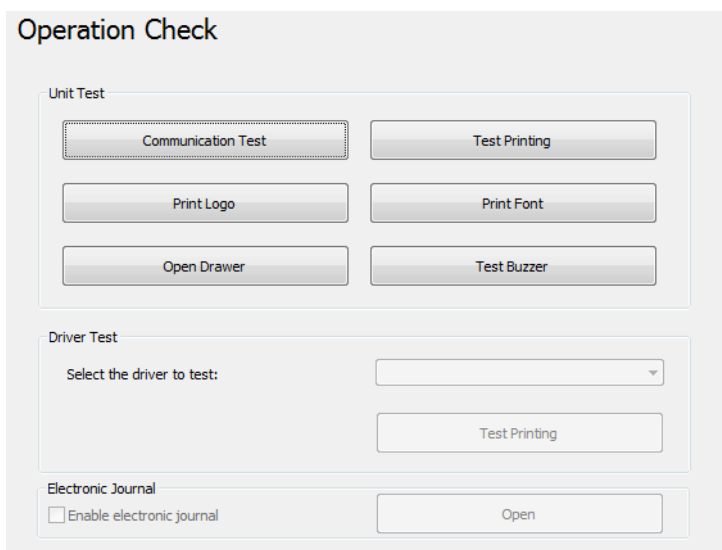 Operation Check
Unit Test
Communication Test
Test Printing
Print Logo
Print Font
Open Drawer
Test Buzzer
Driver Test
Select the driver to test:
Test Printing
Electronic Journal
Enable electronic journal
Open